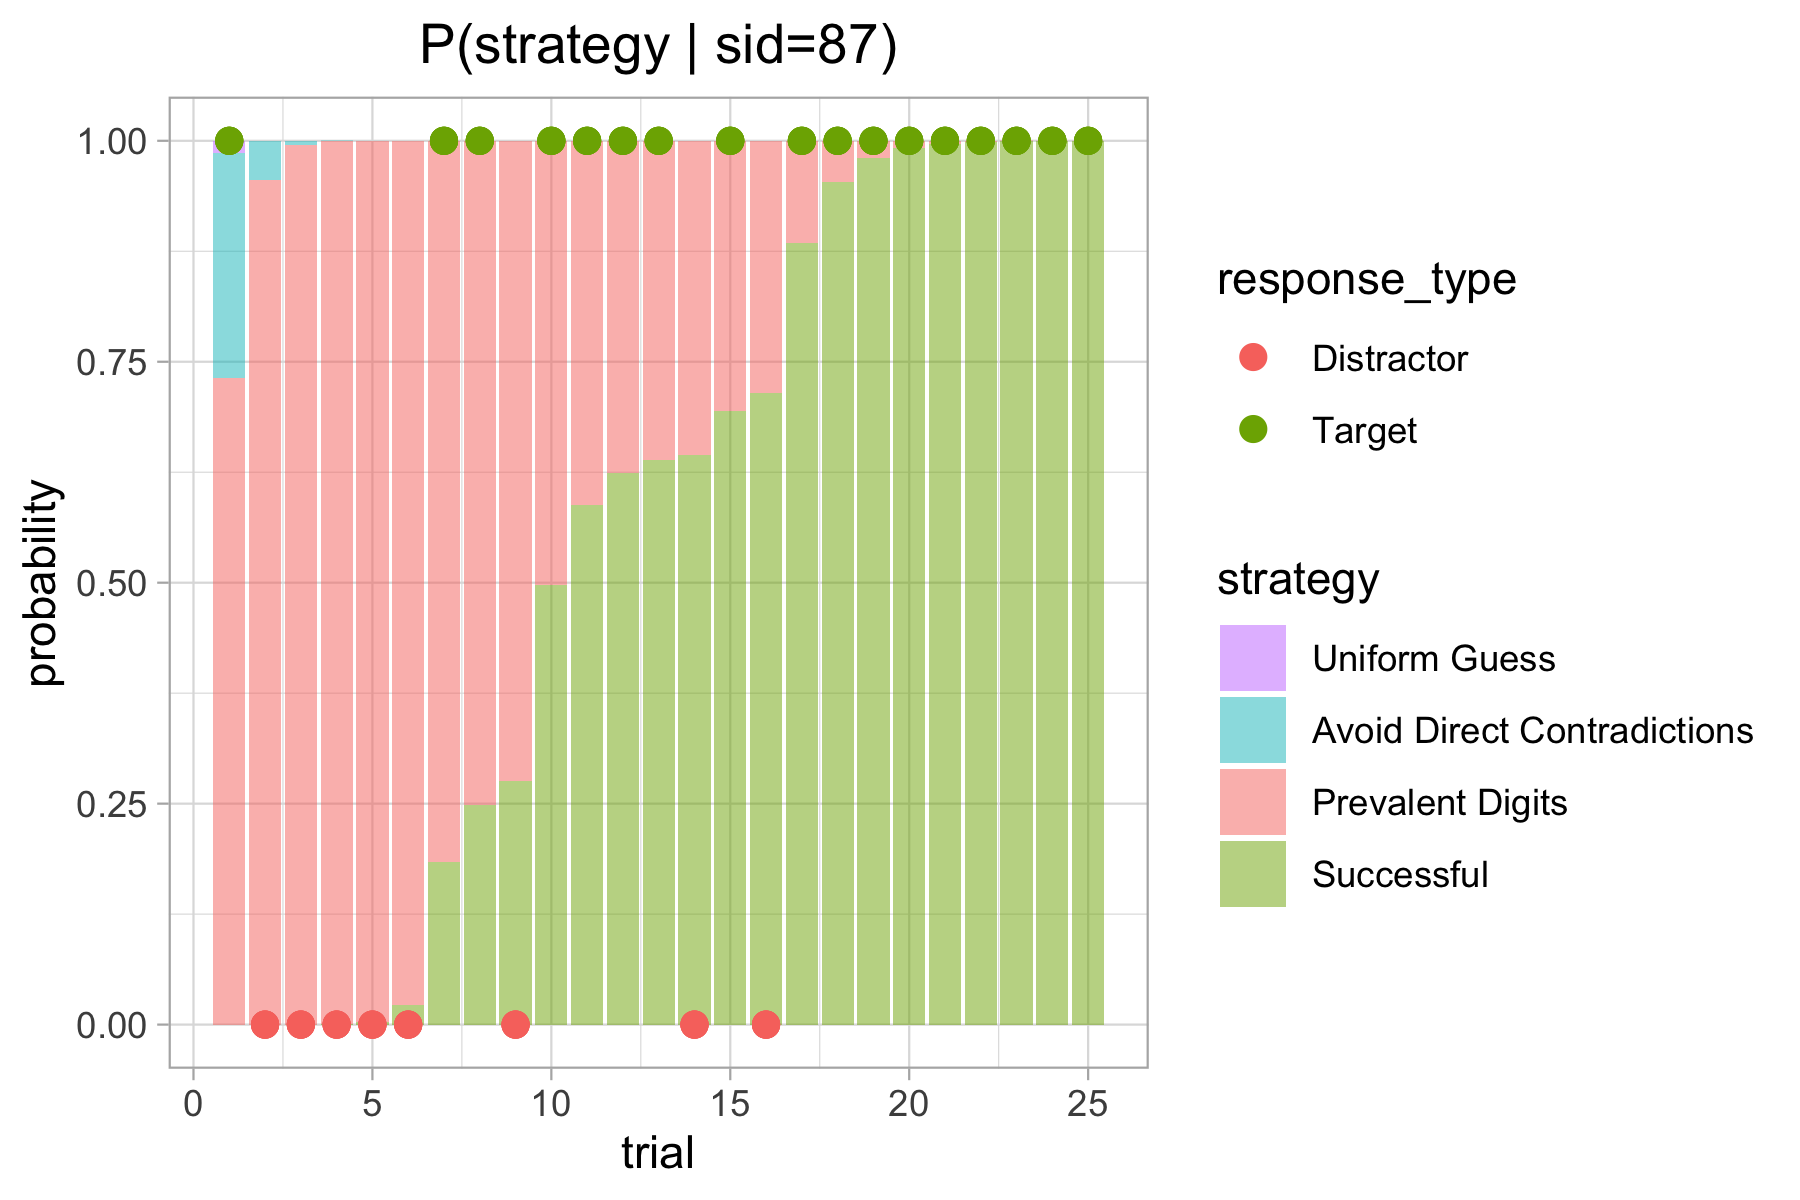 P(strategy | sid=87)
1.00
0.75
0.50
0.25
0.00
probability
0 5 10 15 20 25
trial
response_type
Distractor
Target
strategy
Uniform Guess
Avoid Direct Contradictions
Prevalent Digits
Successful